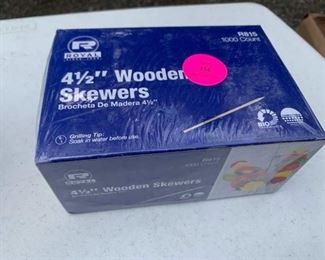 R815
1000 Count
R
ROYAL
4½" Wooden
Skewers
Brocheta De Madera 4½"
Grilling Tip:
Soak in water before use.
BIO
R815
4½" Wooden Skewers